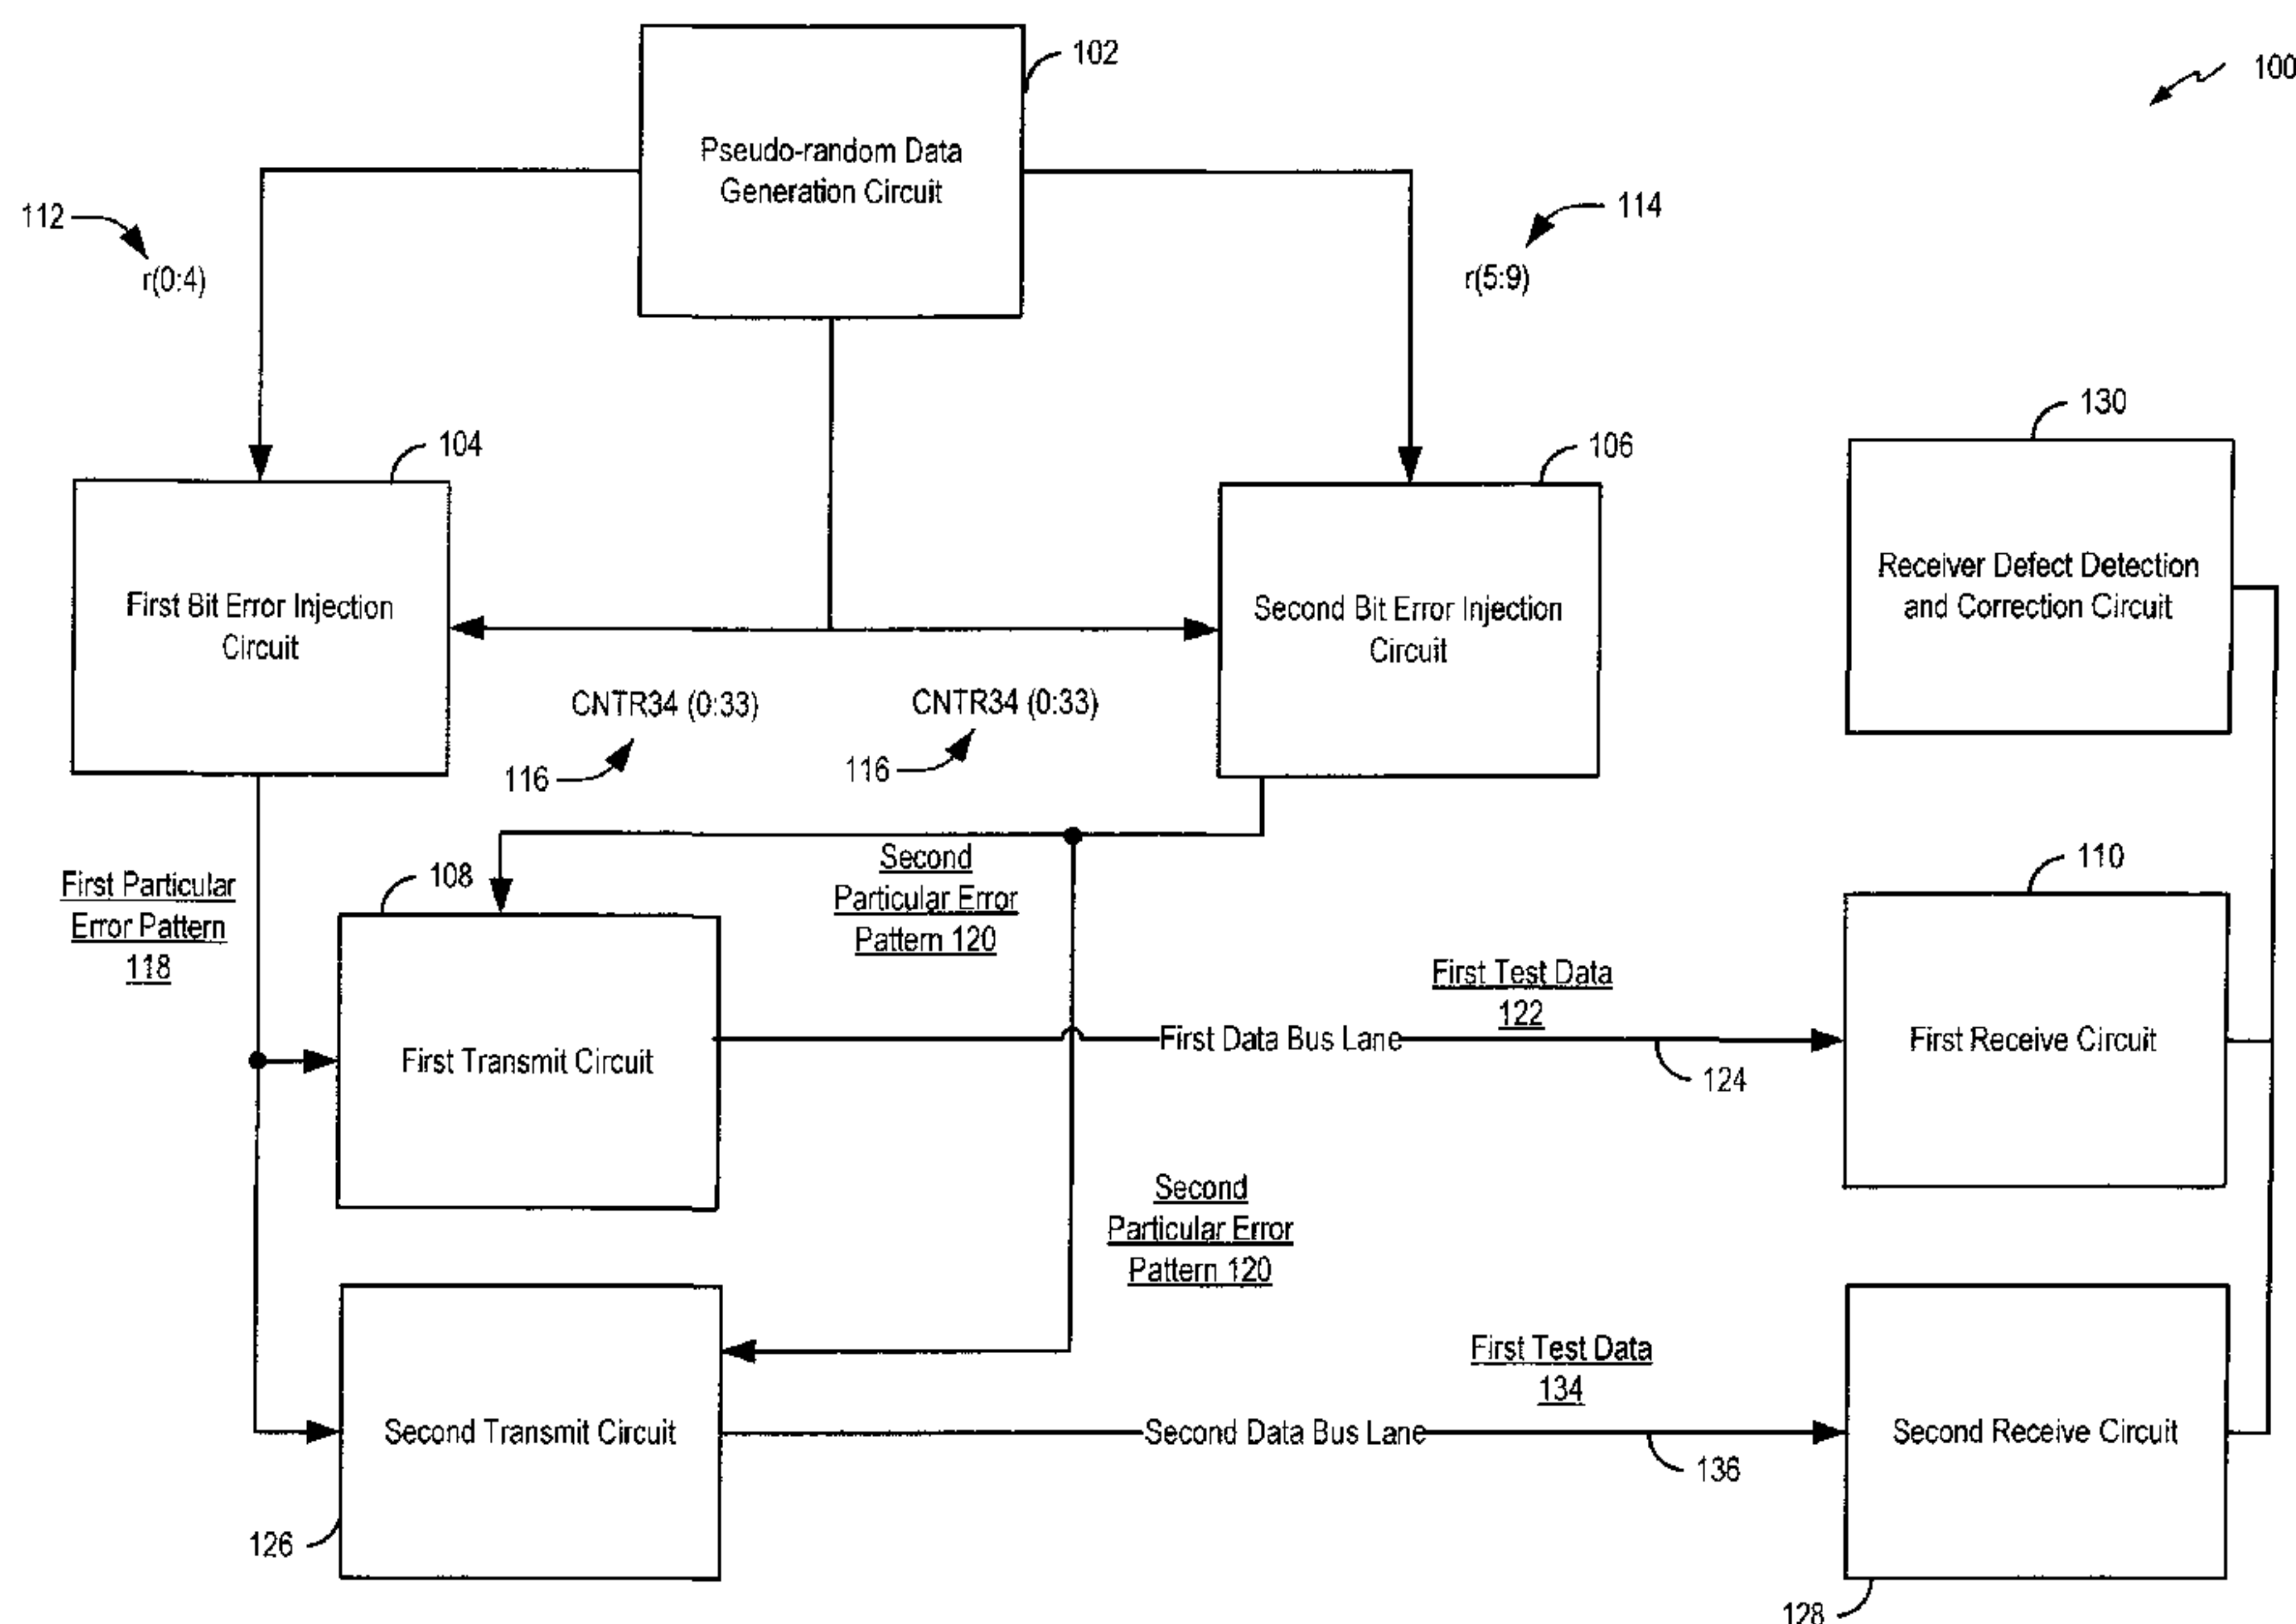 102
100
Pseudo-random Data
Generation Circuit
112
r(0:4)
114
r(5:9)
130
104
106
Receiver Defect Detection
and Correction Circuit
First Bit Error Injection
Circuit
Second Bit Error Injection
Circuit
CNTR34 (0:33)
CNTR34 (0:33)
116
116
First Particular
Error Pattern
118
108
Second
Particular Error
Pattern 120
110
First Test Data
122
First Transmit Circuit
First Data Bus Lane
First Receive Circuit
124
Second
Particular Error
Pattern 120
First Test Data
134
Second Transmit Circuit
Second Data Bus Lane
Second Receive Circuit
136
126
128